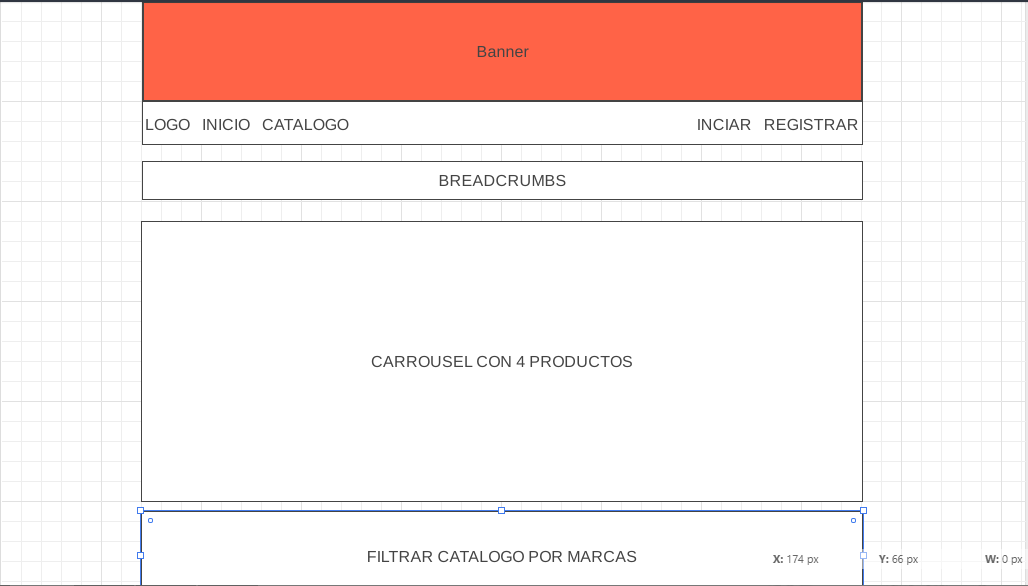 Banner
LOGO INICIO CATALOGO INCIAR REGISTRAR
BREADCRUMBS
CARROUSEL CON 4 PRODUCTOS
FILTRAR CATALOGO POR MARCAS
X: 174 px Y: 66 px W: 0 px